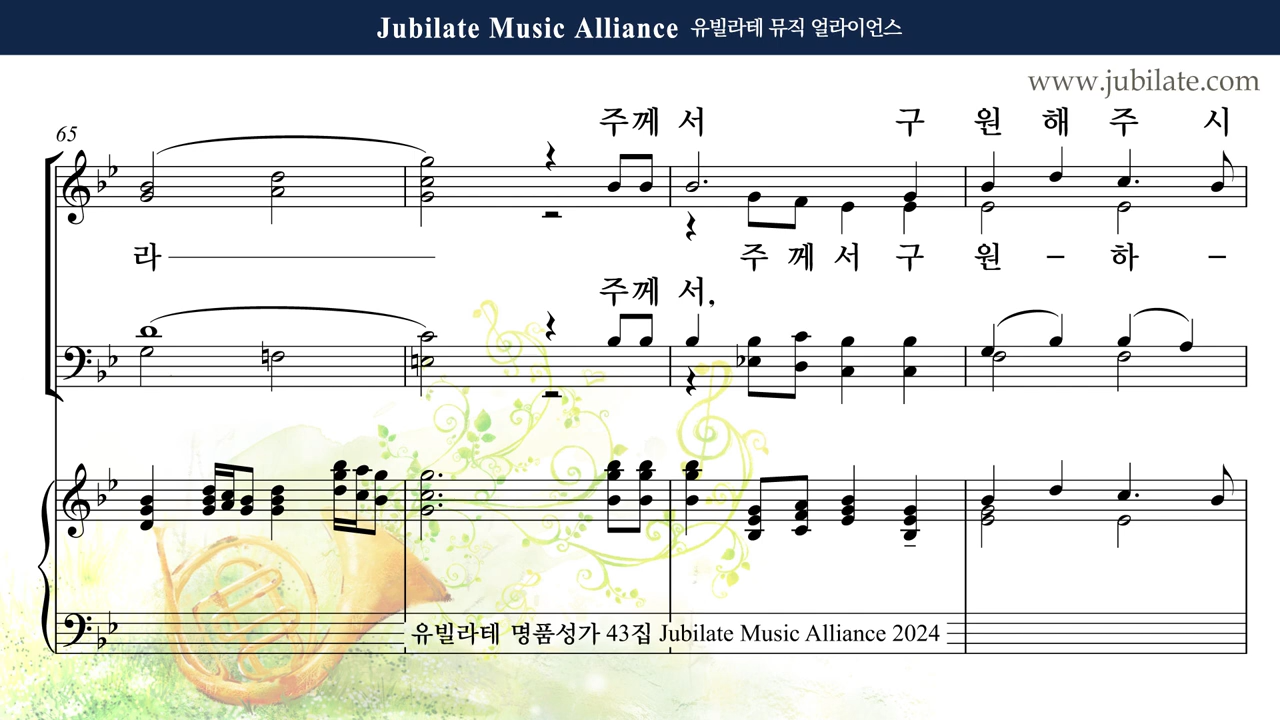 Jubilate Music Alliance 유빌라테 뮤직 얼라이언스
www.jubilate.com
65
주께 서 구 원 해 주 시
라 주 께 서 구 원 - 하 -
주께 서,
유빌라테 명품성가 43집 Jubilate Music Alliance 2024